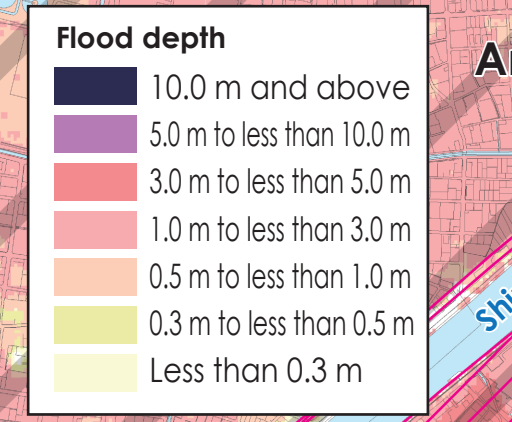 Flood depth
10.0 m and above
5.0 m to less than 10.0 m
3.0 m to less than 5.0 m
1.0 m to less than 3.0 m
0.5 m to less than 1.0 m
0.3 m to less than 0.5 m
Less than 0.3 m